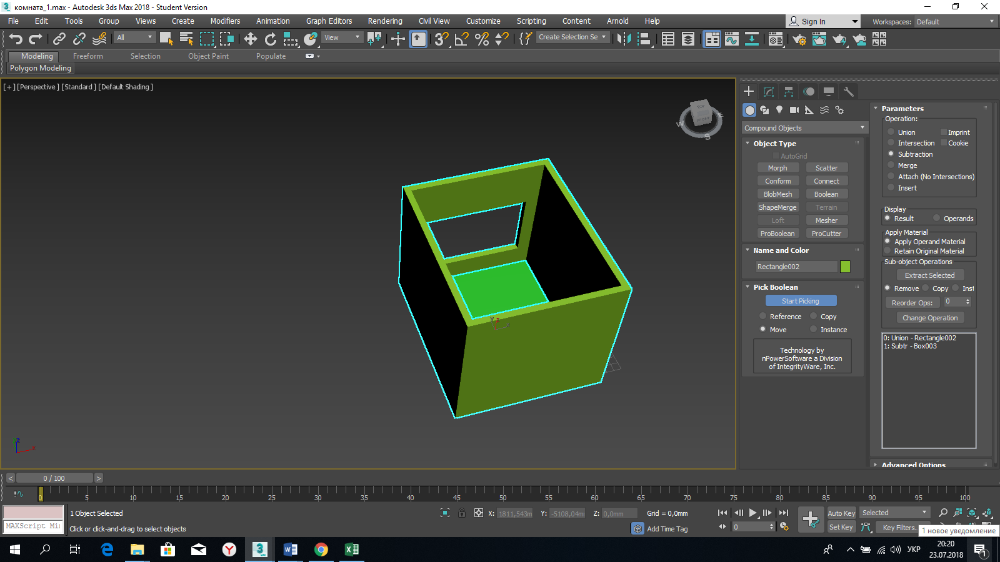 комната_1.max - Autodesk 3ds Max 2018 - Student Version
File Edit Tools Group Views Create Modifiers Animation Graph Editors Rendering Civil View Customize Scripting Content Arnold Help
Sign In Workspaces: Default
All View Create Selection Se
Modeling Freeform Selection Object Paint Populate
Polygon Modeling
[+] [Perspective] [Standard] [Default Shading]
TOP
FRONT
W
S
Compound Objects
Object Type
AutoGrid
Morph Scatter
Conform Connect
BlobMesh Boolean
ShapeMerge Terrain
Loft Mesher
ProBoolean ProCutter
Name and Color
Rectangle002
Pick Boolean
Start Picking
Reference Copy
Move Instance
Technology by
nPowerSoftware a Division
of IntegrityWare, Inc.
Parameters
Operation:
Union Imprint
Intersection Cookie
Subtraction
Merge
Attach (No Intersections)
Insert
Display
Result Operands
Apply Material
Apply Operand Material
Retain Original Material
Sub-object Operations
Extract Selected
Remove Copy Inst
Reorder Ops: 0
Change Operation
0: Union - Rectangle002
1: Subtr - Box003
Advanced Options
< 0 / 100 >
0 5 10 15 20 25 30 35 40 45 50 55 60 65 70 75 80 85 90 95 100
1 Object Selected
X: 1811,543m Y: -5108,04m Z: 0,0mm Grid = 0,0mm
Auto Key Selected
MAXScript Mi
Click or click-and-drag to select objects
Add Time Tag
0
Set Key Key Filters...
1 новое уведомление
УКР
20:20
23.07.2018
1